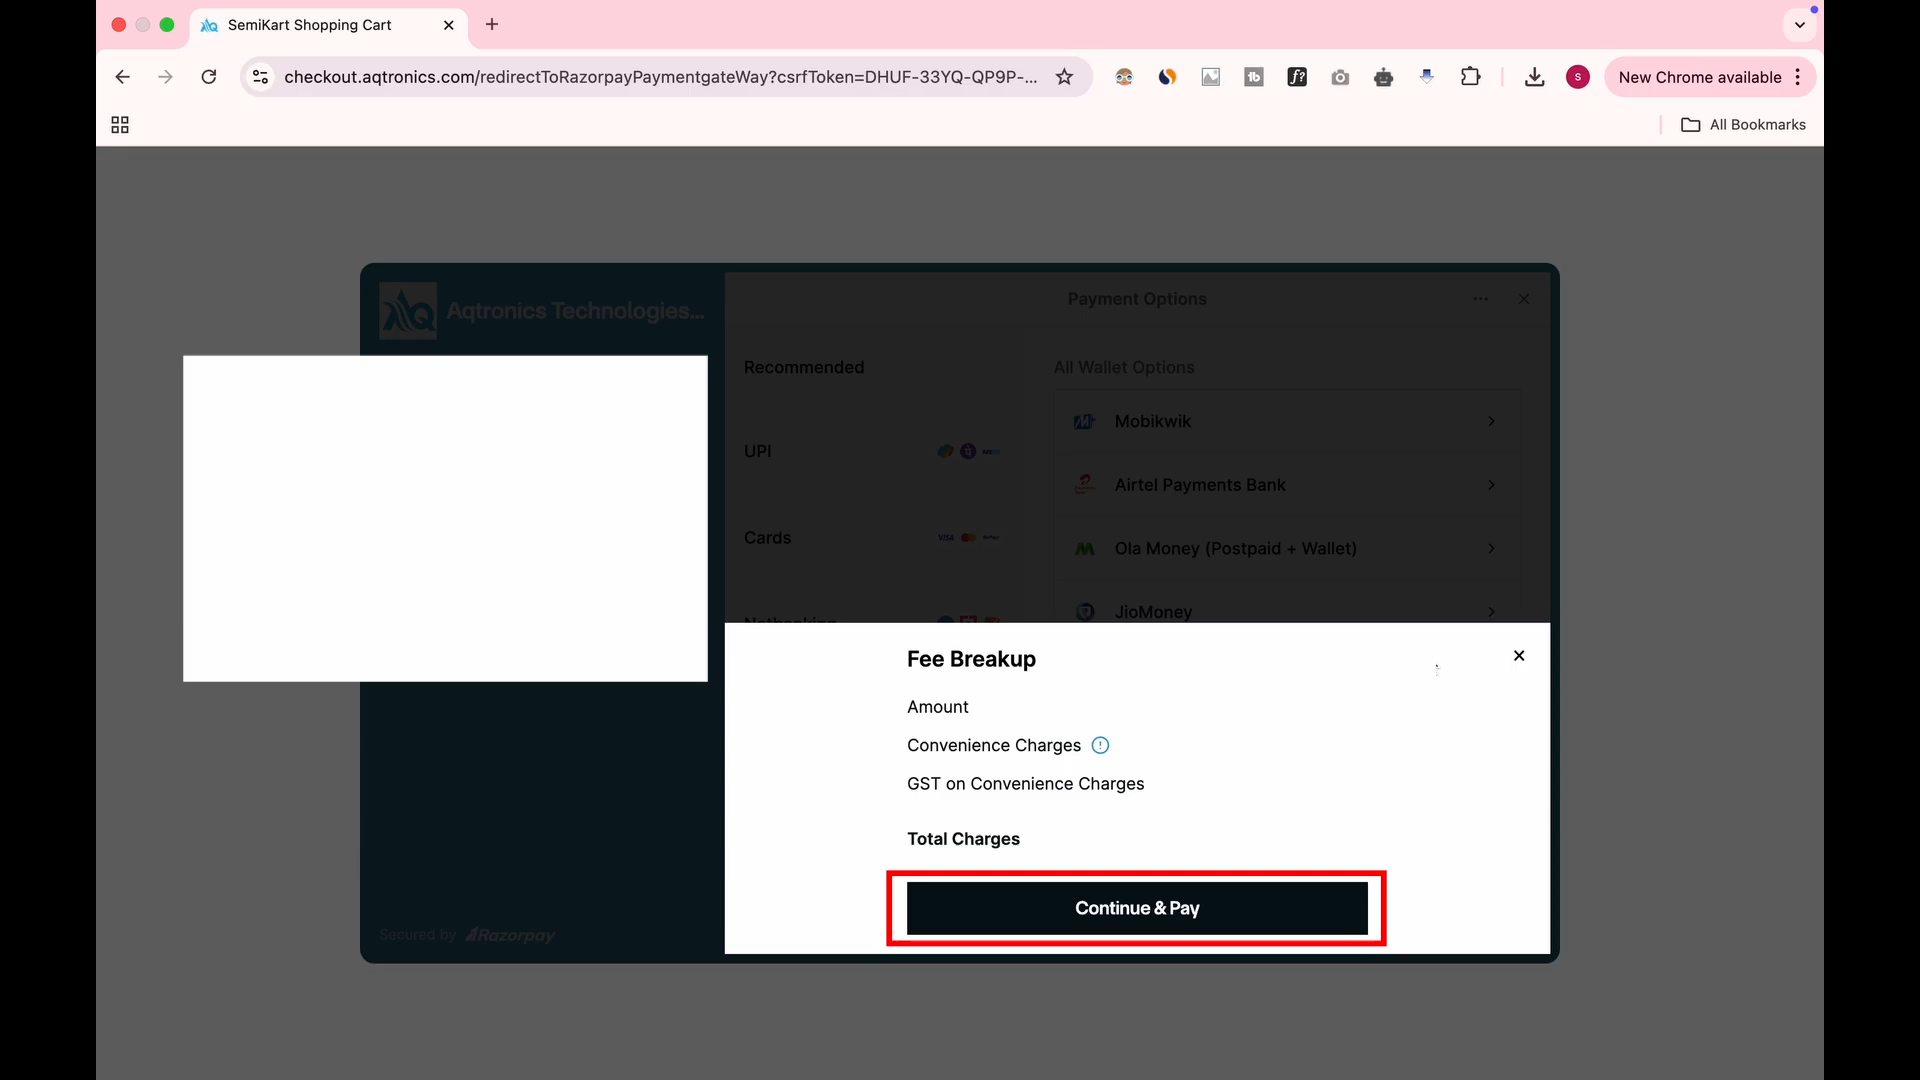 SemiKart Shopping Cart
checkout.aqtronics.com/redirectToRazorpayPaymentgateWay?csrfToken=DHUF-33YQ-QP9P-...
New Chrome available
All Bookmarks
Aqtronics Technologies...
Payment Options
Recommended
All Wallet Options
Mobikwik
UPI
Airtel Payments Bank
Cards
VISA
Ola Money (Postpaid + Wallet)
JioMoney
Fee Breakup
Amount
Convenience Charges
GST on Convenience Charges
Total Charges
Continue & Pay
Secured by Razorpay